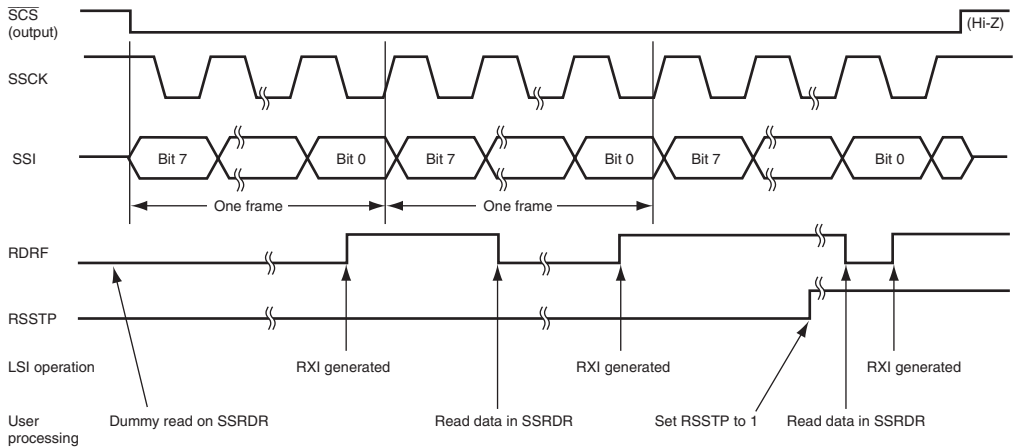 SCS
(output)
(Hi-Z)
SSCK
SSI
Bit 7
Bit 0
Bit 7
Bit 0
Bit 7
Bit 0
One frame
One frame
RDRF
RSSTP
LSI operation
RXI generated
RXI generated
RXI generated
User
processing
Dummy read on SSRDR
Read data in SSRDR
Set RSSTP to 1
Read data in SSRDR